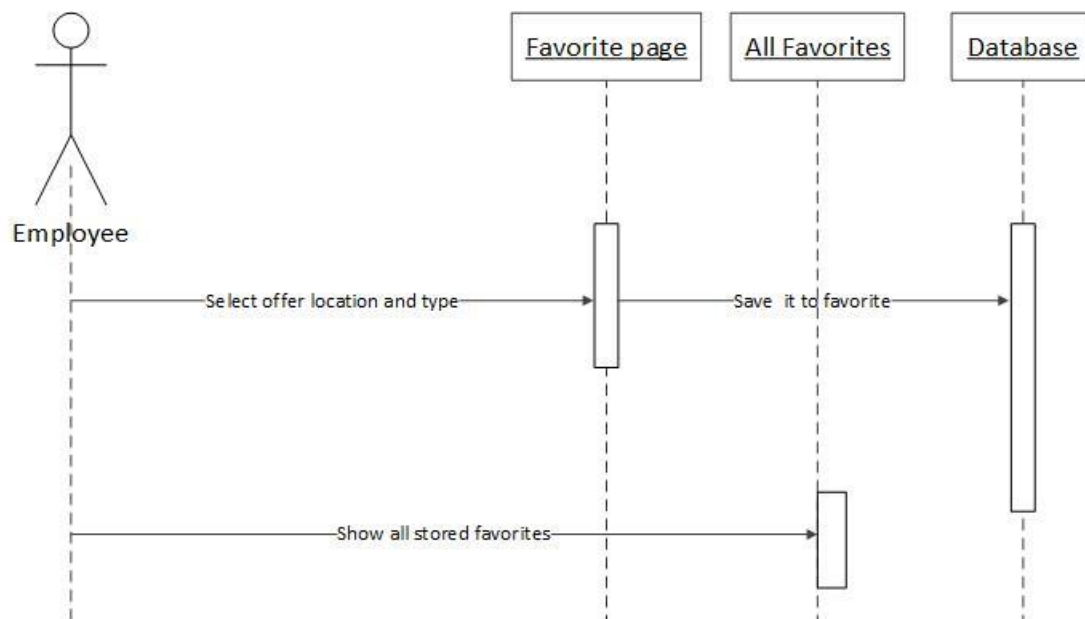 Favorite page
All Favorites
Database
Employee
Select offer location and type
Save it to favorite
Show all stored favorites